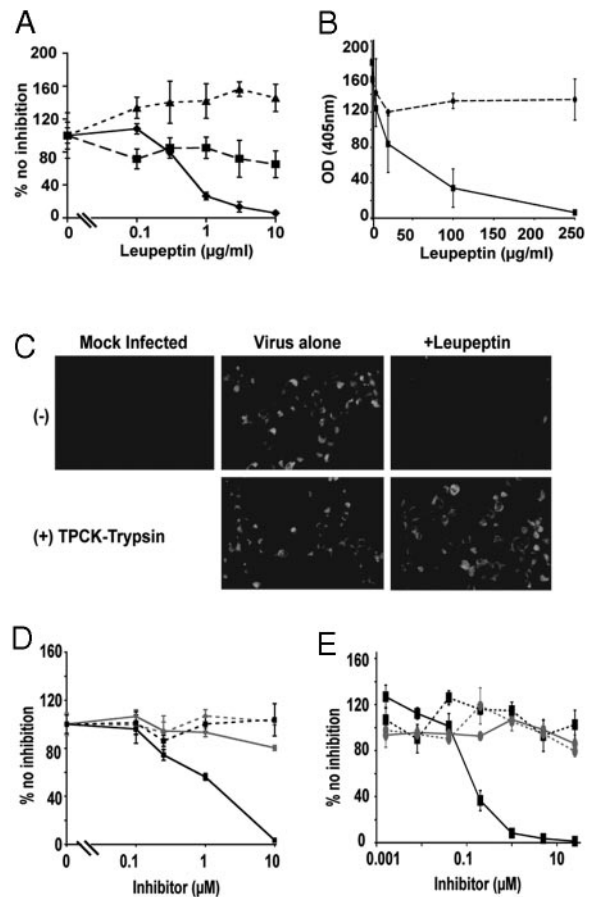 A
200
160
120
80
40
0
% no inhibition
0 0.1 1 10
Leupeptin (µg/ml)
B
200
160
120
80
40
0
OD (405nm)
50 100 150 200 250
Leupeptin (µg/ml)
C
Mock Infected Virus alone +Leupeptin
(-)
(+) TPCK-Trypsin
D
160
120
80
40
0
% no inhibition
0 0.1 1 10
Inhibitor (µM)
E
160
120
80
40
0
% no inhibition
0.001 0.1 10
Inhibitor (µM)